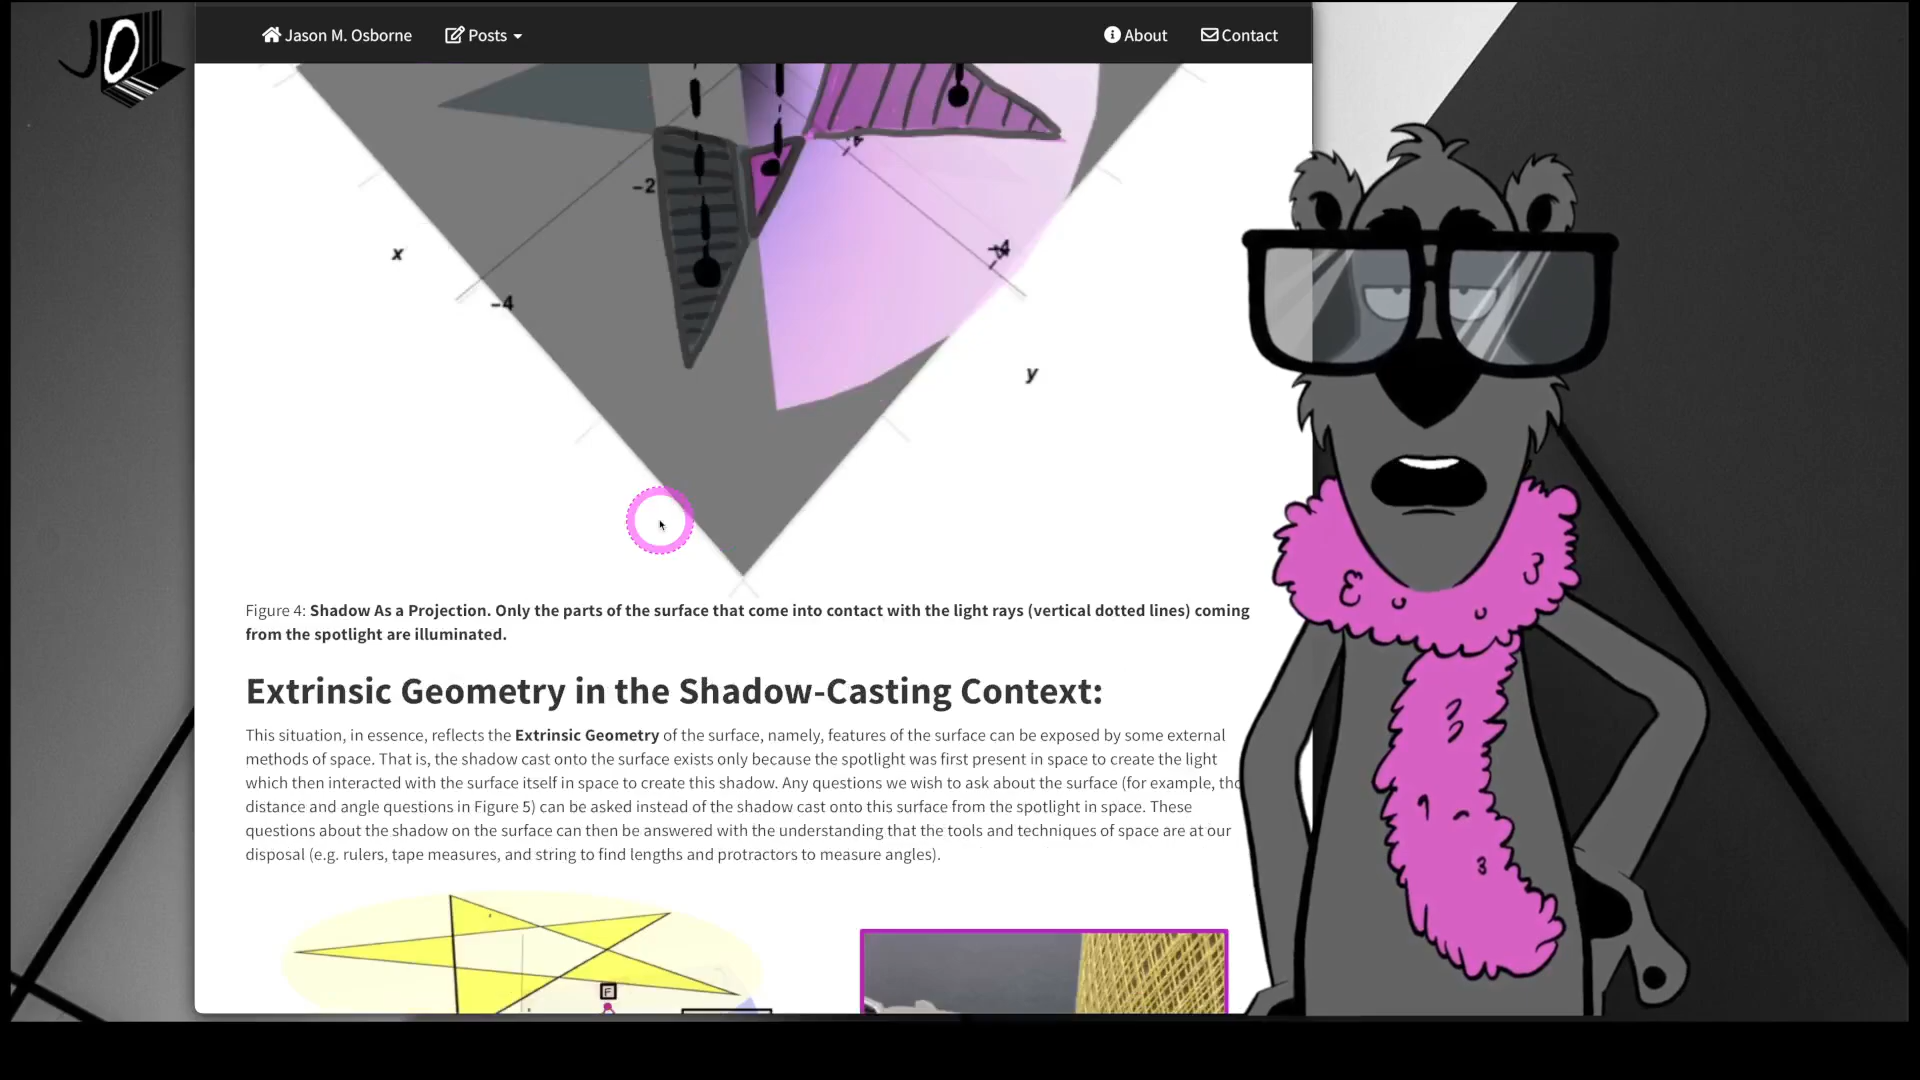 JO
Jason M. Osborne
Posts
About
Contact
-2
-4
x
-4
y
Figure 4: Shadow As a Projection. Only the parts of the surface that come into contact with the light rays (vertical dotted lines) coming
from the spotlight are illuminated.
Extrinsic Geometry in the Shadow-Casting Context:
This situation, in essence, reflects the Extrinsic Geometry of the surface, namely, features of the surface can be exposed by some external
methods of space. That is, the shadow cast onto the surface exists only because the spotlight was first present in space to create the light
which then interacted with the surface itself in space to create this shadow. Any questions we wish to ask about the surface (for example, the
distance and angle questions in Figure 5) can be asked instead of the shadow cast onto this surface from the spotlight in space. These
questions about the shadow on the surface can then be answered with the understanding that the tools and techniques of space are at our
disposal (e.g. rulers, tape measures, and string to find lengths and protractors to measure angles).
F